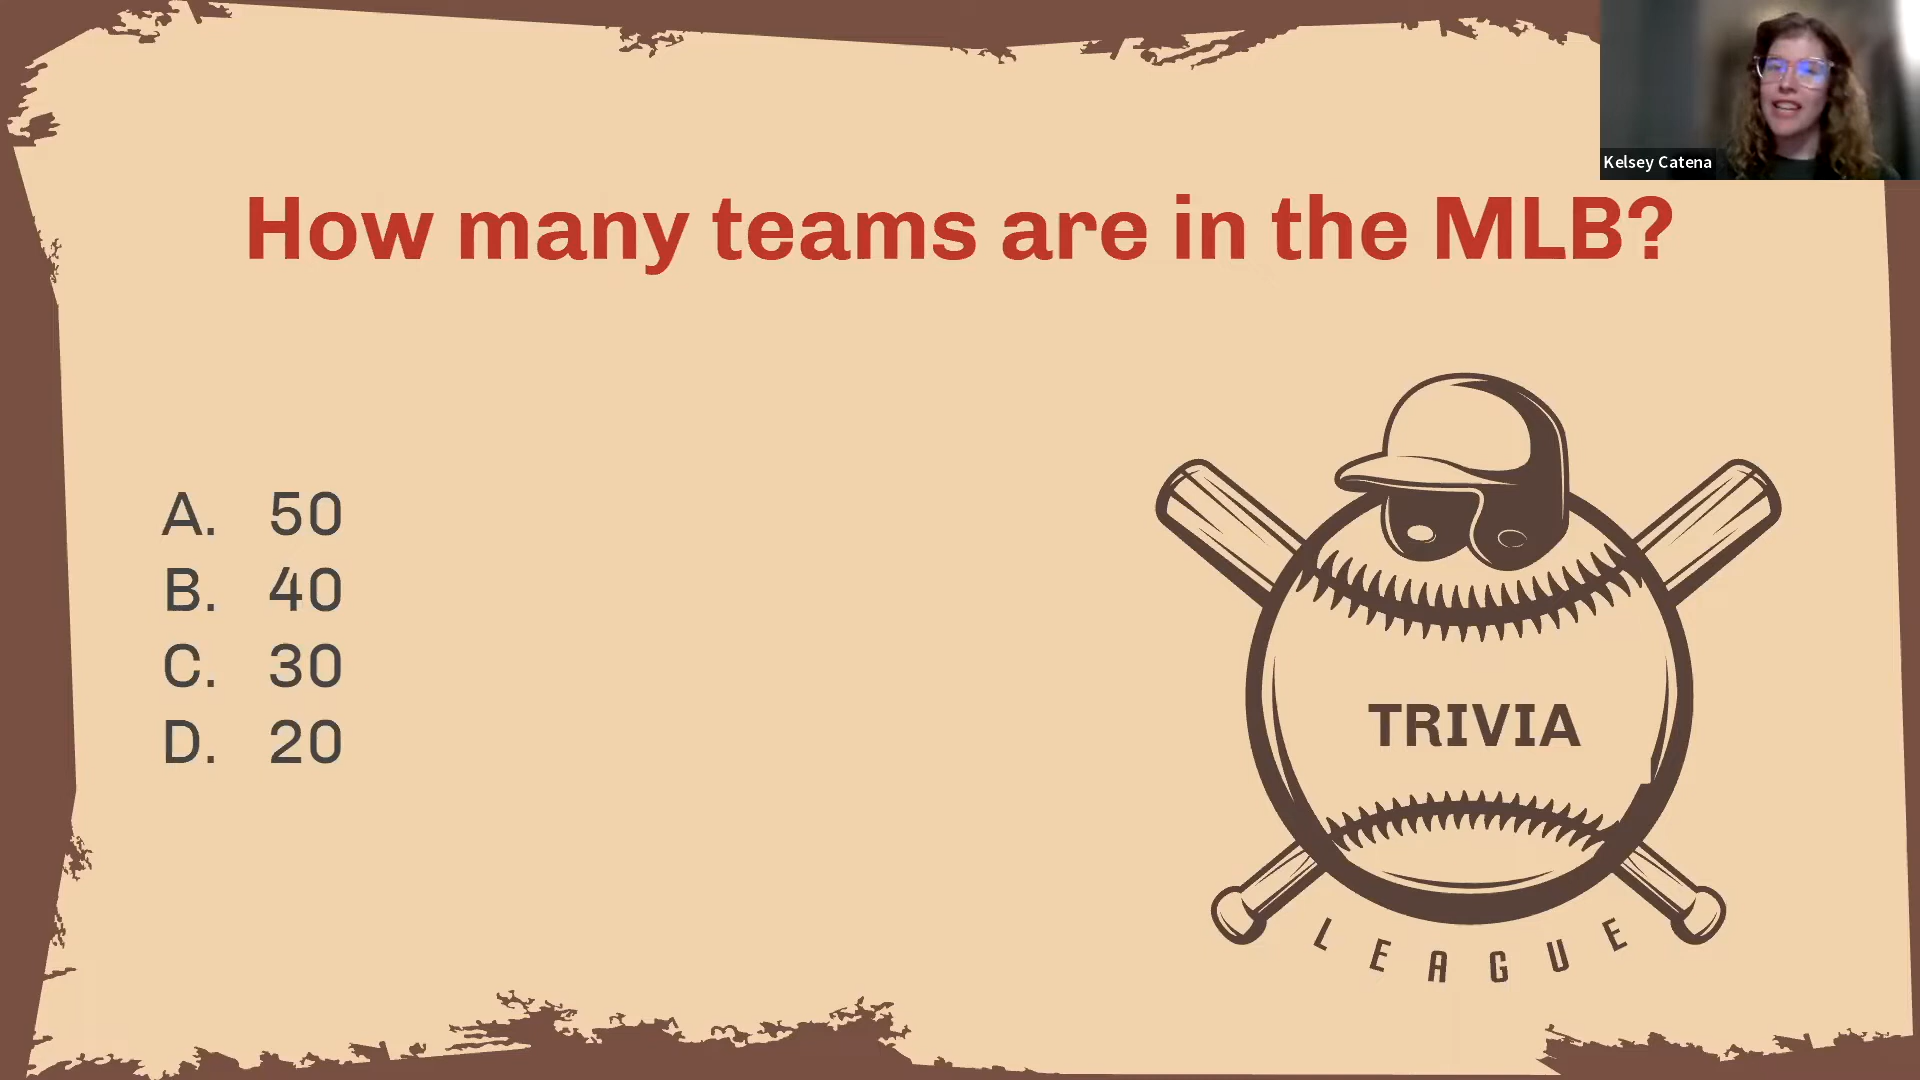 Kelsey Catena
How many teams are in the MLB?
A. 50
B. 40
C. 30
D. 20
TRIVIA
LEAGUE